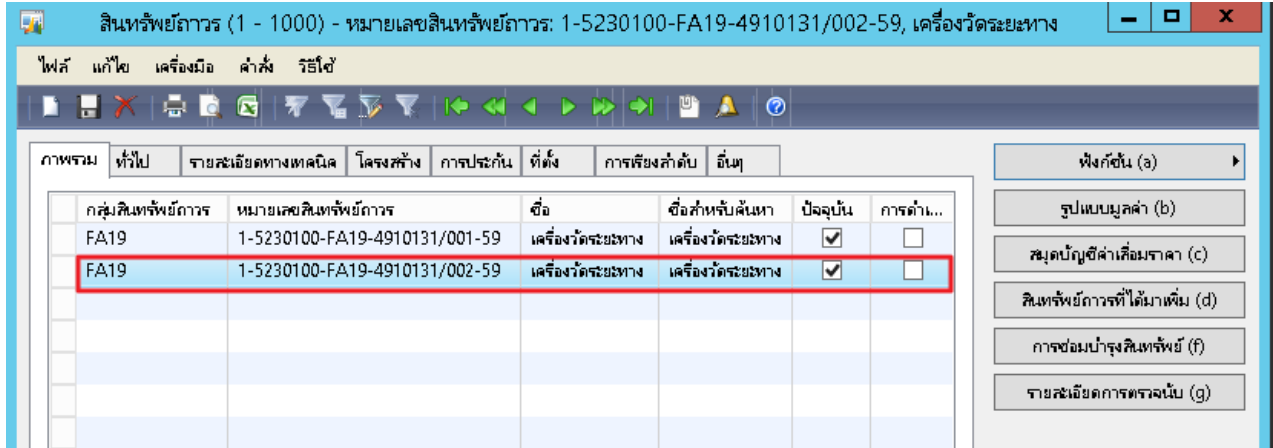 สินทรัพย์ถาวร (1 - 1000) - หมายเลขสินทรัพย์ถาวร: 1-5230100-FA19-4910131/002-59, เครื่องวัดระยะทาง
ไฟล์ แก้ไข เครื่องมือ คำสั่ง วิธีใช้
ภาพรวม ทั่วไป รายละเอียดทางเทคนิค โครงสร้าง การประกัน ที่ตั้ง การเรียงลำดับ อื่นๆ
ฟังก์ชัน (a)
กลุ่มสินทรัพย์ถาวร หมายเลขสินทรัพย์ถาวร ชื่อ ชื่อสำหรับค้นหา ปัจจุบัน การดำเ...
รูปแบบมูลค่า (b)
FA19 1-5230100-FA19-4910131/001-59 เครื่องวัดระยะทาง เครื่องวัดระยะทาง
สมุดบัญชีค่าเสื่อมราคา (c)
FA19 1-5230100-FA19-4910131/002-59 เครื่องวัดระยะทาง เครื่องวัดระยะทาง
สินทรัพย์ถาวรที่ได้มาเพิ่ม (d)
การซ่อมบำรุงสินทรัพย์ (f)
รายละเอียดการตรวจนับ (g)